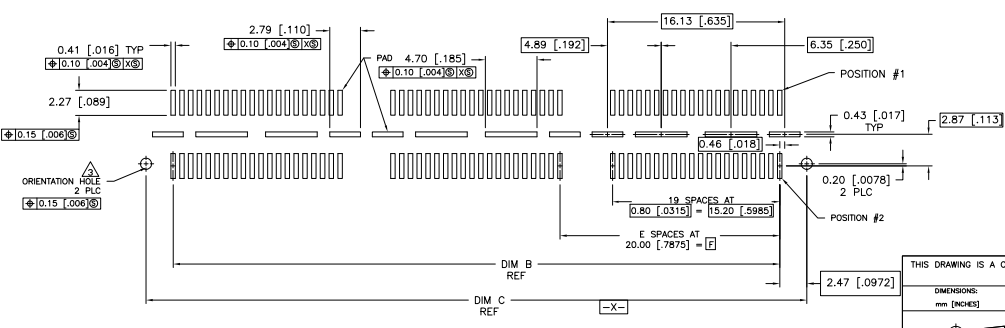 16.13 [.635]
2.79 [.110]
⌖ 0.10 [.004]Ⓢ XⓈ
4.89 [.192]
6.35 [.250]
0.41 [.016] TYP
⌖ 0.10 [.004]Ⓢ XⓈ
PAD 4.70 [.185]
⌖ 0.10 [.004]Ⓢ XⓈ
POSITION #1
2.27 [.089]
0.43 [.017]
TYP
2.87 [.113]
⌖ 0.15 [.006]Ⓢ
0.46 [.018]
3
ORIENTATION HOLE
2 PLC
⌖ 0.15 [.006]Ⓢ
0.20 [.0078]
2 PLC
19 SPACES AT
0.80 [.0315] = 15.20 [.5985]
POSITION #2
E SPACES AT
20.00 [.7875] = F
DIM B
REF
2.47 [.0972]
DIM C
REF
-X-
THIS DRAWING IS A C
DIMENSIONS:
mm [INCHES]